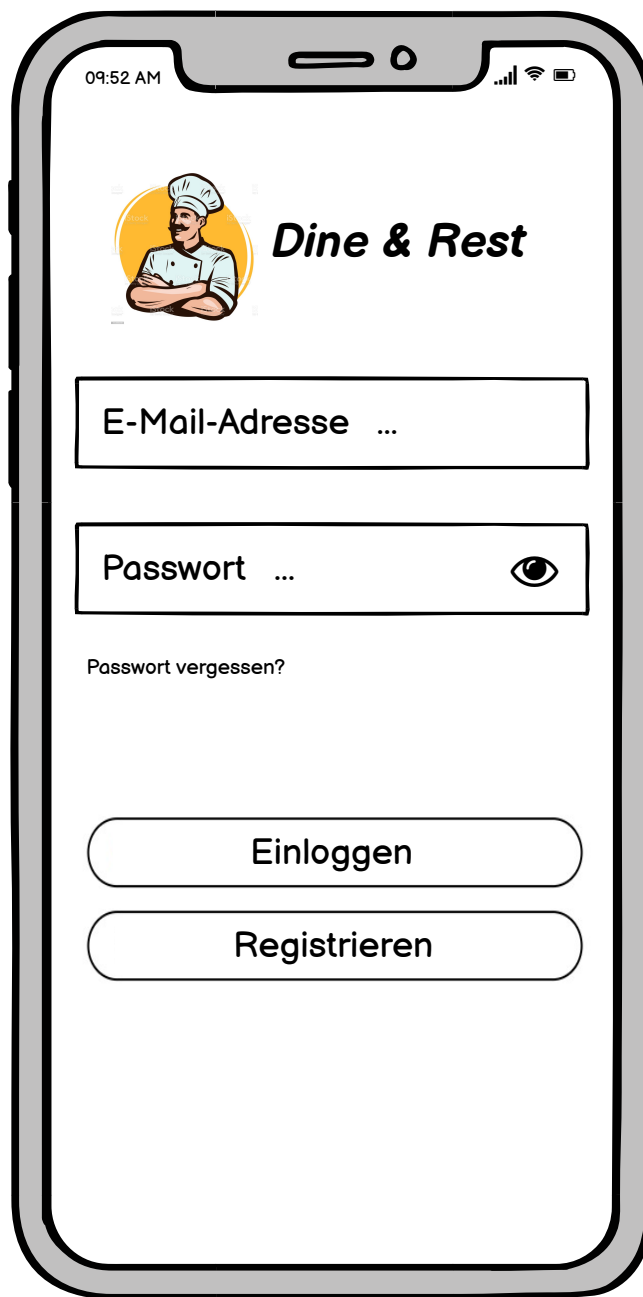 09:52 AM
Dine & Rest
E-Mail-Adresse ...
Passwort ...
Passwort vergessen?
Einloggen
Registrieren